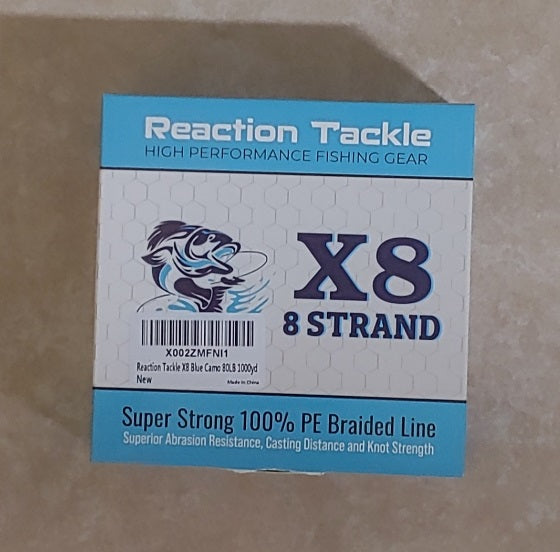 Reaction Tackle
HIGH PERFORMANCE FISHING GEAR
X8
8 STRAND
X002ZMFNI1
Reaction Tackle X8 Blue Camo 80LB 1000yd
New
Made in China
Super Strong 100% PE Braided Line
Superior Abrasion Resistance, Casting Distance and Knot Strength